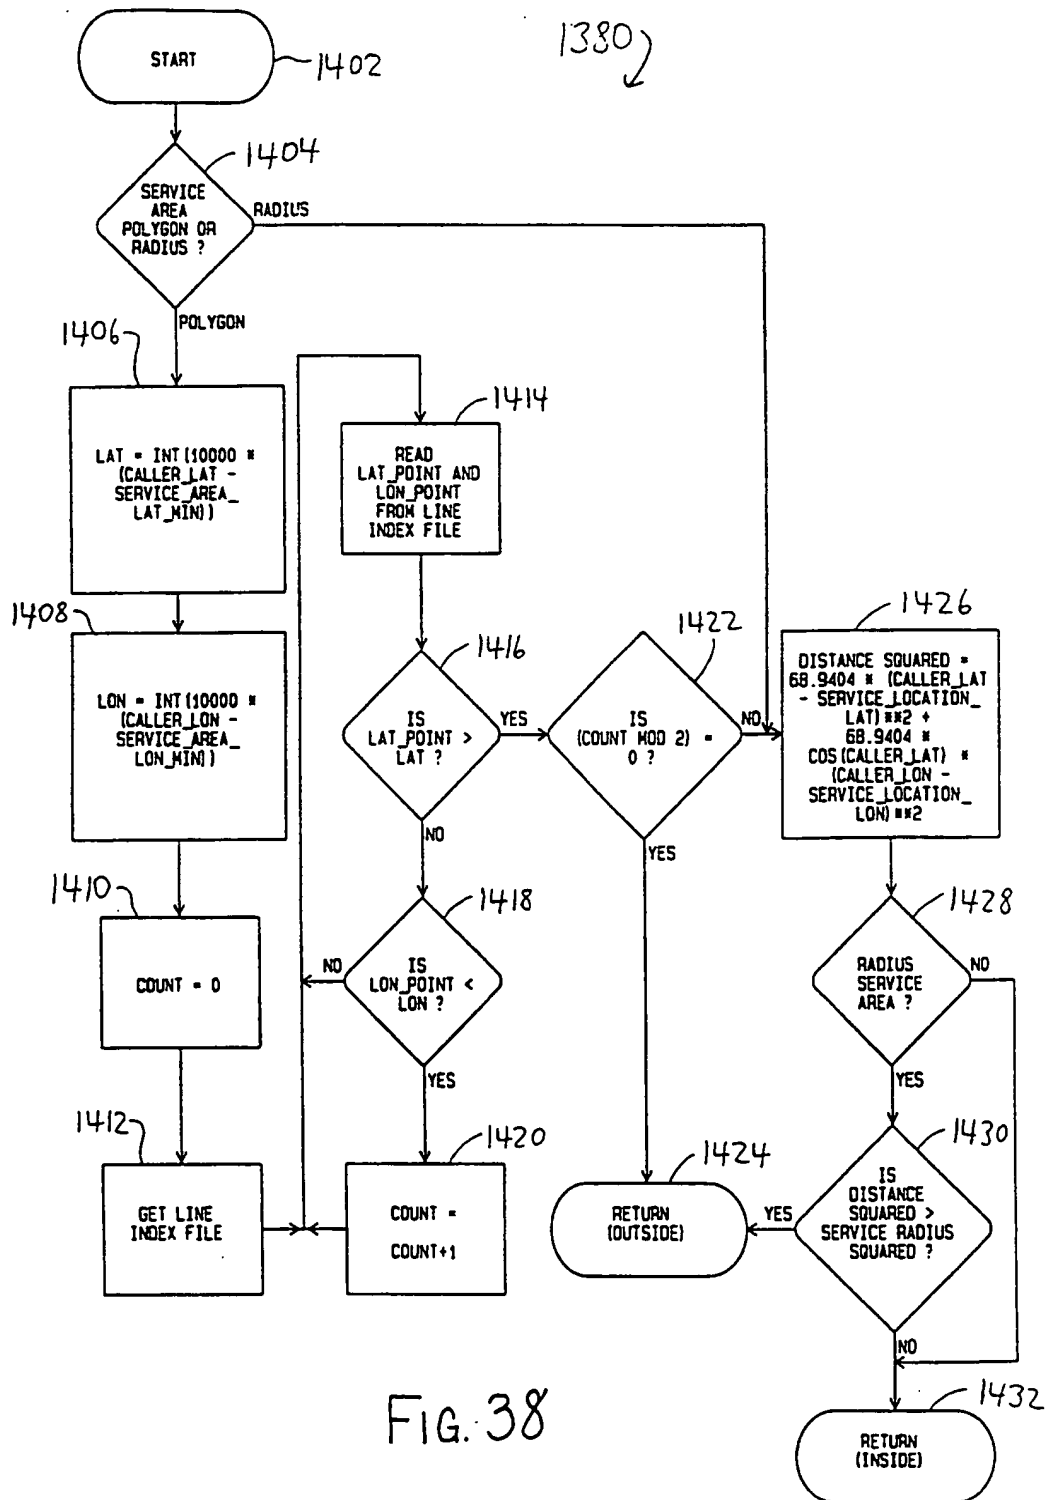 1380
START
1402
1404
SERVICE
AREA
POLYGON OR
RADIUS ?
RADIUS
POLYGON
1406
LAT = INT(10000 *
(CALLER_LAT -
SERVICE_AREA_
LAT_MIN))
1408
LON = INT(10000 *
(CALLER_LON -
SERVICE_AREA_
LON_MIN))
1410
COUNT = 0
1412
GET LINE
INDEX FILE
1414
READ
LAT_POINT AND
LON_POINT
FROM LINE
INDEX FILE
1416
IS
LAT_POINT >
LAT ?
YES
NO
1418
IS
LON_POINT <
LON ?
NO
YES
1420
COUNT =
COUNT+1
1422
IS
(COUNT MOD 2) =
0 ?
NO
YES
1424
RETURN
(OUTSIDE)
1426
DISTANCE SQUARED =
68.9404 * (CALLER_LAT
- SERVICE_LOCATION_
LAT)**2 +
68.9404 *
COS(CALLER_LAT) *
(CALLER_LON -
SERVICE_LOCATION_
LON)**2
1428
RADIUS
SERVICE
AREA ?
NO
YES
1430
IS
DISTANCE
SQUARED >
SERVICE RADIUS
SQUARED ?
YES
NO
1432
RETURN
(INSIDE)
FIG. 38